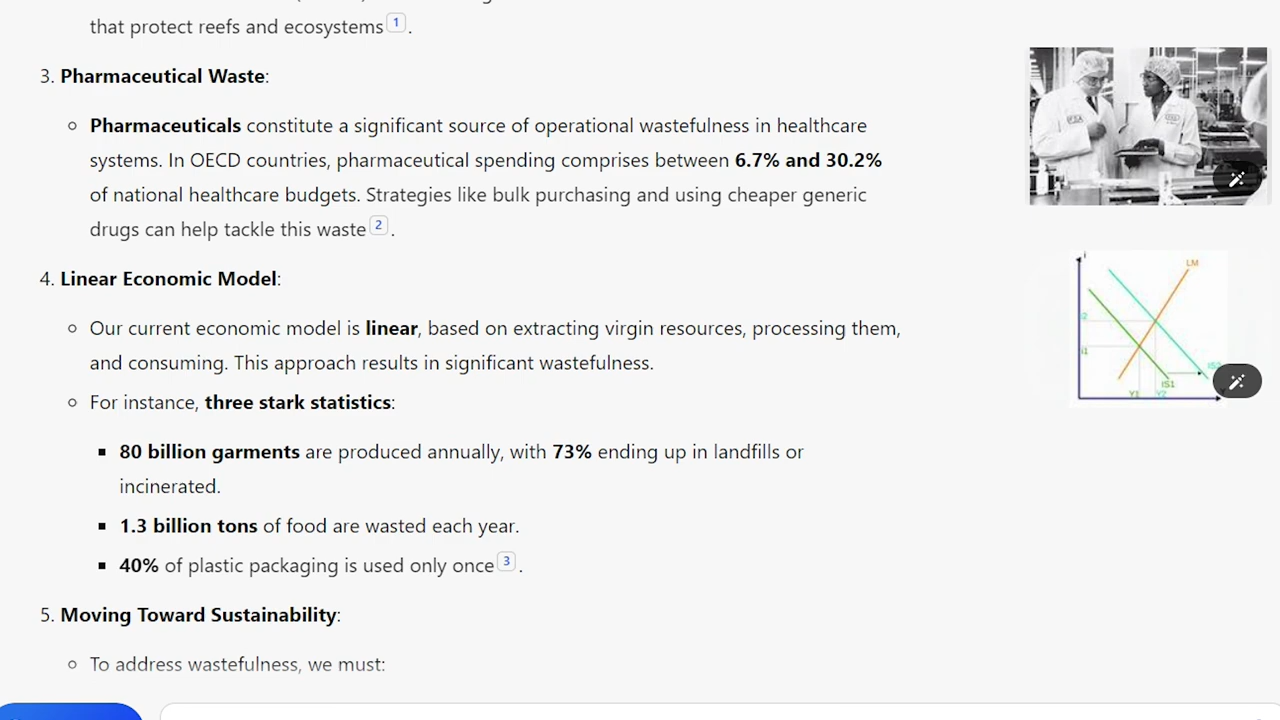 that protect reefs and ecosystems 1 .
3. Pharmaceutical Waste:
Pharmaceuticals constitute a significant source of operational wastefulness in healthcare
systems. In OECD countries, pharmaceutical spending comprises between 6.7% and 30.2%
of national healthcare budgets. Strategies like bulk purchasing and using cheaper generic
drugs can help tackle this waste 2 .
4. Linear Economic Model:
Our current economic model is linear, based on extracting virgin resources, processing them,
and consuming. This approach results in significant wastefulness.
For instance, three stark statistics:
80 billion garments are produced annually, with 73% ending up in landfills or
incinerated.
1.3 billion tons of food are wasted each year.
40% of plastic packaging is used only once 3 .
5. Moving Toward Sustainability:
To address wastefulness, we must:
i
LM
i2
i1
IS1
Y1 Y2